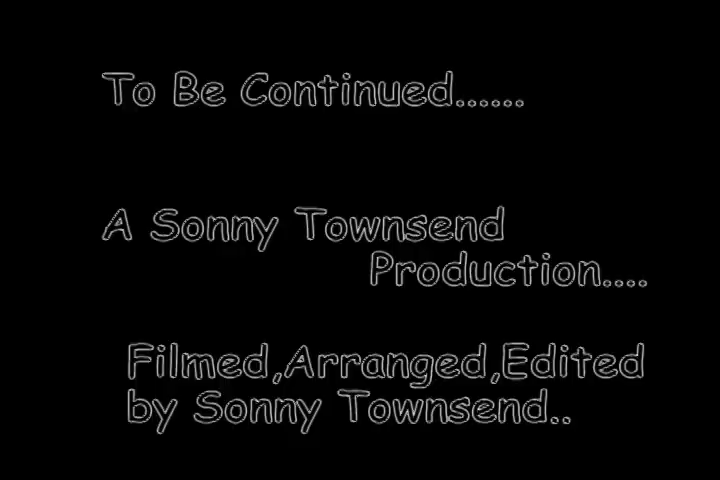 To Be Continued......
A Sonny Townsend
Production....
Filmed,Arranged,Edited
by Sonny Townsend..